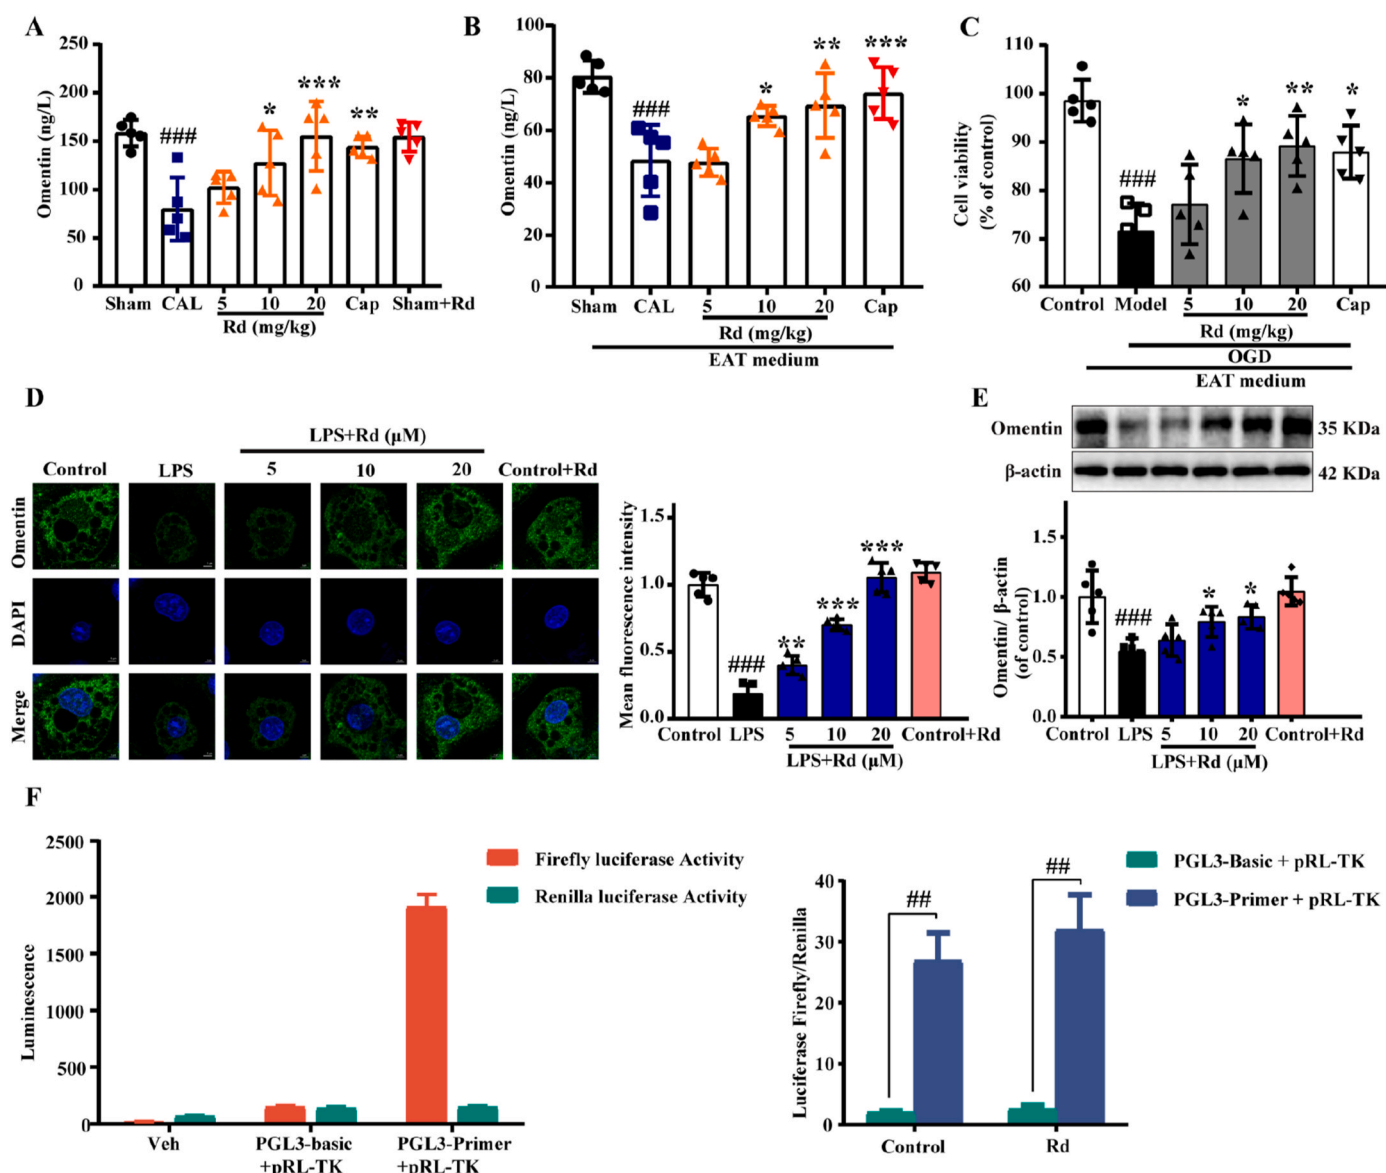 A
Omentin (ng/L)
250
200
150
100
50
0
###
*
***
**
Sham CAL 5 10 20 Cap Sham+Rd
Rd (mg/kg)
B
Omentin (ng/L)
100
80
60
40
20
0
###
*
**
***
Sham CAL 5 10 20 Cap
Rd (mg/kg)
EAT medium
C
Cell viability
(% of control)
110
100
90
80
70
60
###
*
**
*
Control Model 5 10 20 Cap
Rd (mg/kg)
OGD
EAT medium
D
LPS+Rd (μM)
Control LPS 5 10 20 Control+Rd
Omentin
DAPI
Merge
Mean fluorescence intensity
1.5
1.0
0.5
0.0
###
**
***
***
Control LPS 5 10 20 Control+Rd
LPS+Rd (μM)
E
Omentin 35 KDa
β-actin 42 KDa
Omentin/ β-actin
(of control)
1.5
1.0
0.5
0.0
###
*
*
Control LPS 5 10 20 Control+Rd
LPS+Rd (μM)
F
Luminescence
2500
2000
1500
1000
500
0
Firefly luciferase Activity
Renilla luciferase Activity
Veh PGL3-basic PGL3-Primer
+pRL-TK +pRL-TK
Luciferase Firefly/Renilla
40
30
20
10
0
##
##
PGL3-Basic + pRL-TK
PGL3-Primer + pRL-TK
Control Rd